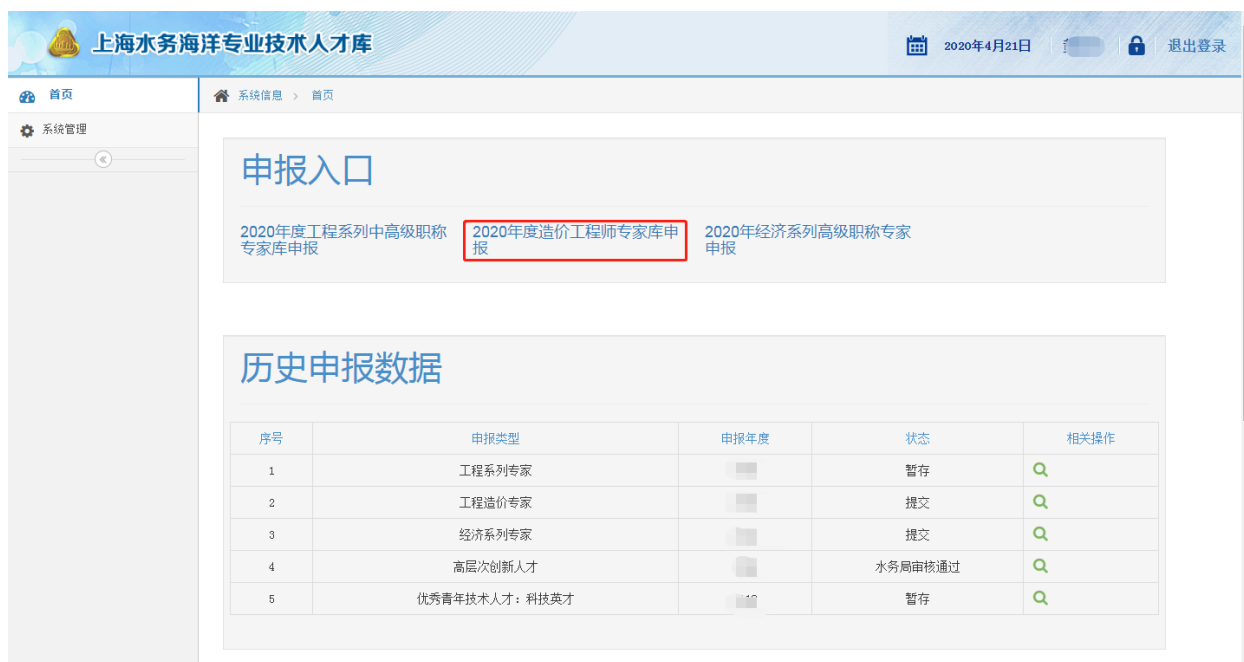 上海水务海洋专业技术人才库
2020年4月21日
退出登录
首页
系统信息 > 首页
系统管理
申报入口
2020年度工程系列中高级职称
专家库申报
2020年度造价工程师专家库申
报
2020年经济系列高级职称专家
申报
历史申报数据
序号 申报类型 申报年度 状态 相关操作
1 工程系列专家 暂存
2 工程造价专家 提交
3 经济系列专家 提交
4 高层次创新人才 水务局审核通过
5 优秀青年技术人才：科技英才 暂存